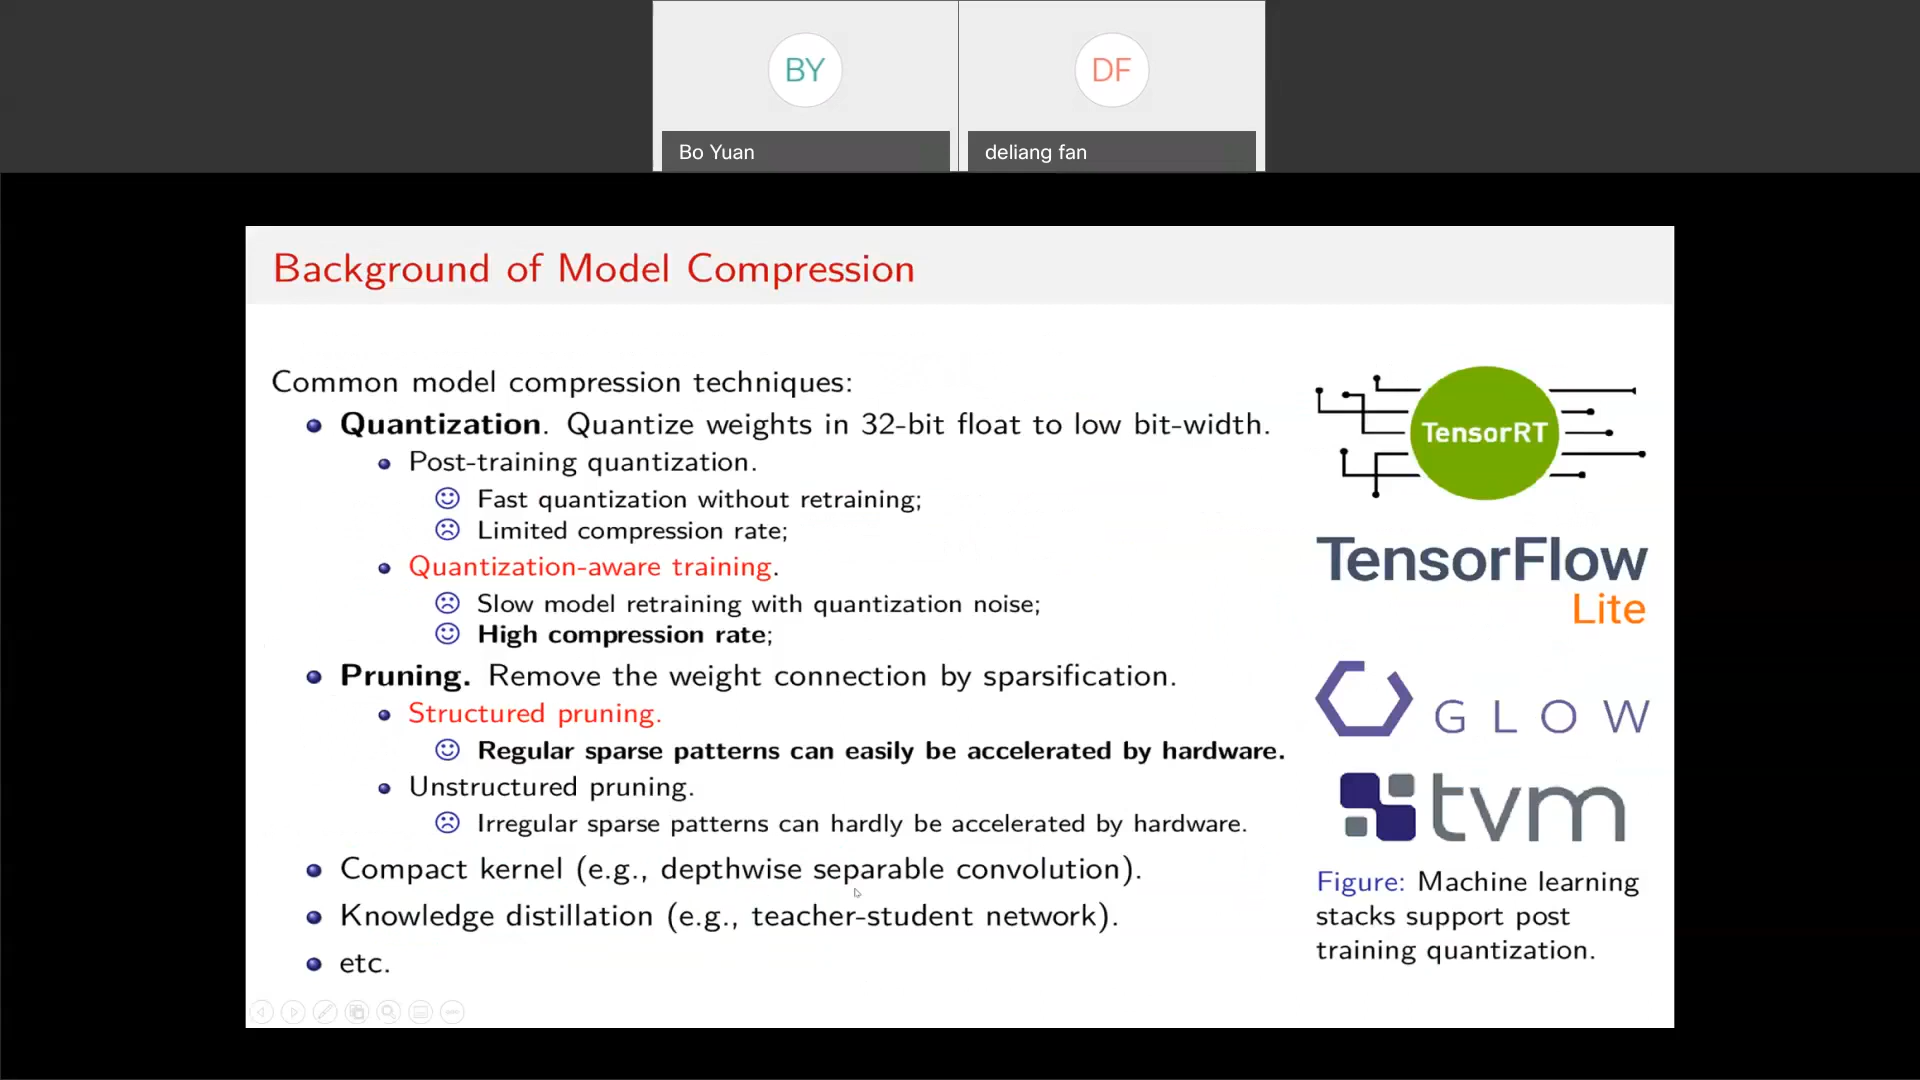 BY
DF
Bo Yuan
deliang fan
Background of Model Compression
Common model compression techniques:
Quantization. Quantize weights in 32-bit float to low bit-width.
Post-training quantization.
Fast quantization without retraining;
Limited compression rate;
Quantization-aware training.
Slow model retraining with quantization noise;
High compression rate;
Pruning. Remove the weight connection by sparsification.
Structured pruning.
Regular sparse patterns can easily be accelerated by hardware.
Unstructured pruning.
Irregular sparse patterns can hardly be accelerated by hardware.
Compact kernel (e.g., depthwise separable convolution).
Knowledge distillation (e.g., teacher-student network).
etc.
TensorRT
TensorFlow
Lite
GLOW
tvm
Figure: Machine learning
stacks support post
training quantization.